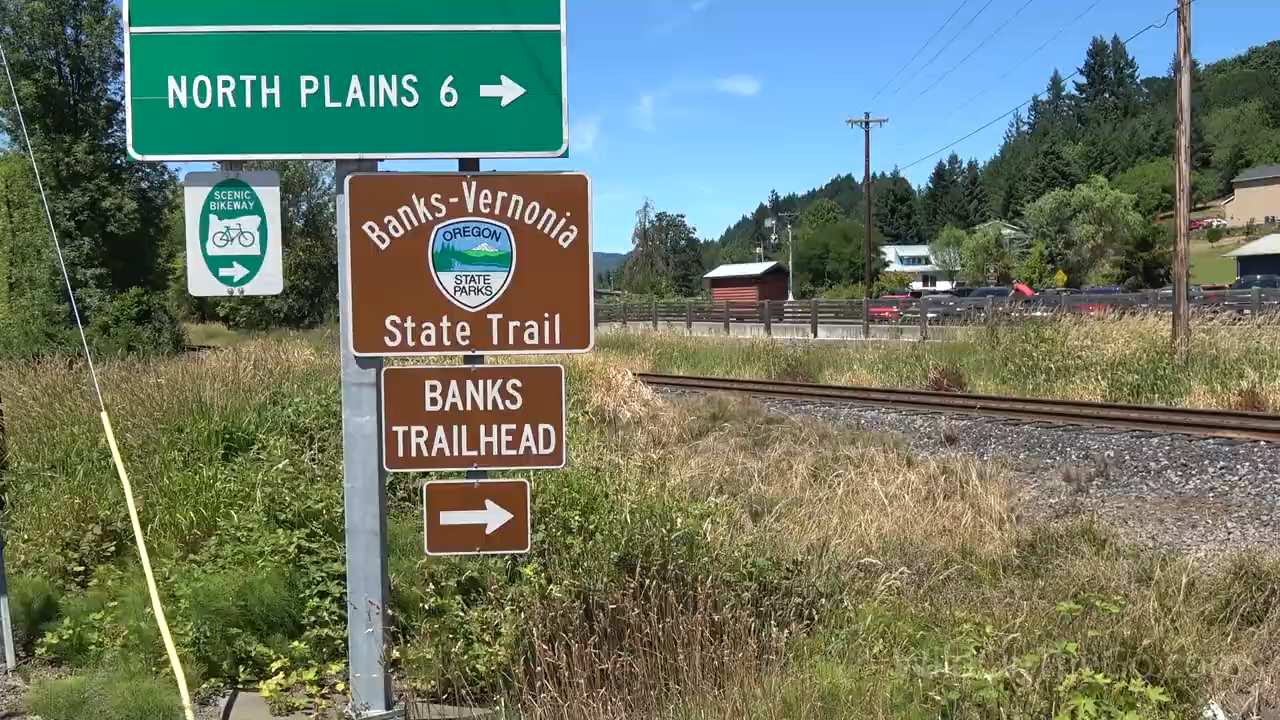 NORTH PLAINS 6
SCENIC
BIKEWAY
Banks-Vernonia
OREGON
STATE
PARKS
State Trail
BANKS
TRAILHEAD